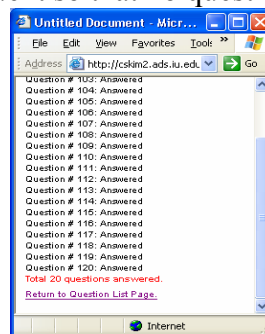 Untitled Document - Micr...
File Edit View Favorites Tools »
Address http://cskim2.ads.iu.edu Go
Question # 103: Answered
Question # 104: Answered
Question # 105: Answered
Question # 106: Answered
Question # 107: Answered
Question # 108: Answered
Question # 109: Answered
Question # 110: Answered
Question # 111: Answered
Question # 112: Answered
Question # 113: Answered
Question # 114: Answered
Question # 115: Answered
Question # 116: Answered
Question # 117: Answered
Question # 118: Answered
Question # 119: Answered
Question # 120: Answered
Total 20 questions answered.
Return to Question List Page.
Internet